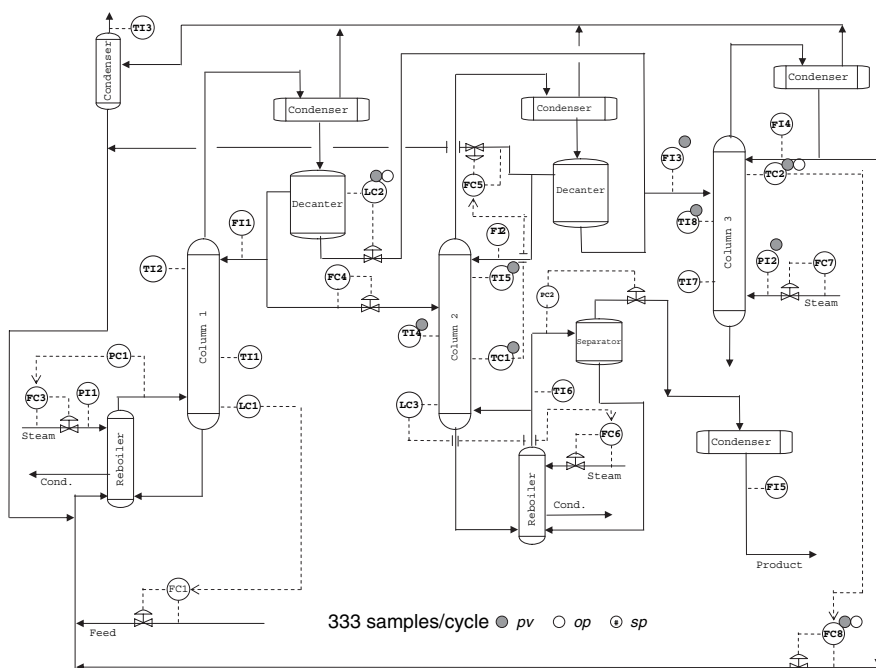 TI3
Condenser
Condenser
Condenser
Condenser
FI4
FI3
TC2
FC5
LC2
Decanter
Decanter
FI1
FI2
TI8
Column 3
PI2
FC7
TI2
FC4
TI5
PC2
TI7
Steam
Column 1
TI4
Column 2
Separator
PC1
TI1
TC1
FC3
PI1
LC1
LC3
TI6
Steam
Reboiler
FC6
Condenser
Cond.
Reboiler
Steam
FI5
Cond.
Product
FC1
Feed
333 samples/cycle pv op sp
FC8